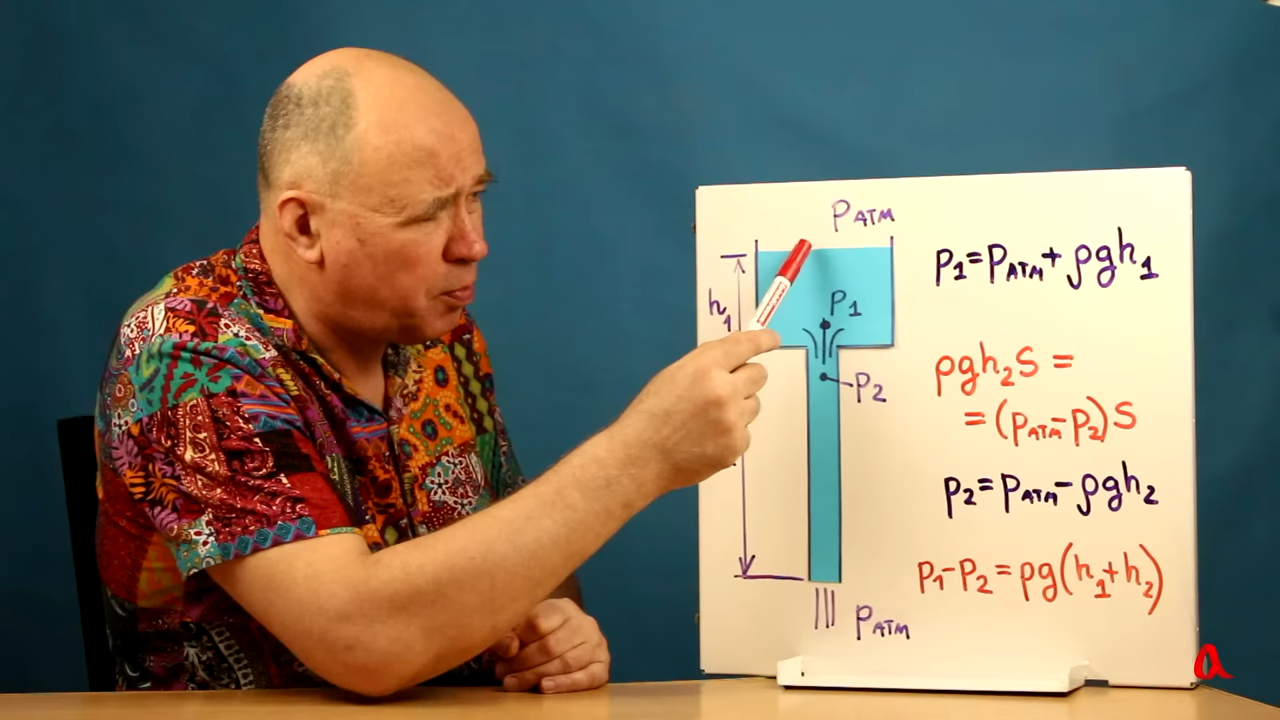 PATM
h1
P1
P2
PATM
p1=pATM+ρgh1
ρgh2S=
=(pATM-p2)S
p2=pATM-ρgh2
p1-p2=ρg(h1+h2)
a